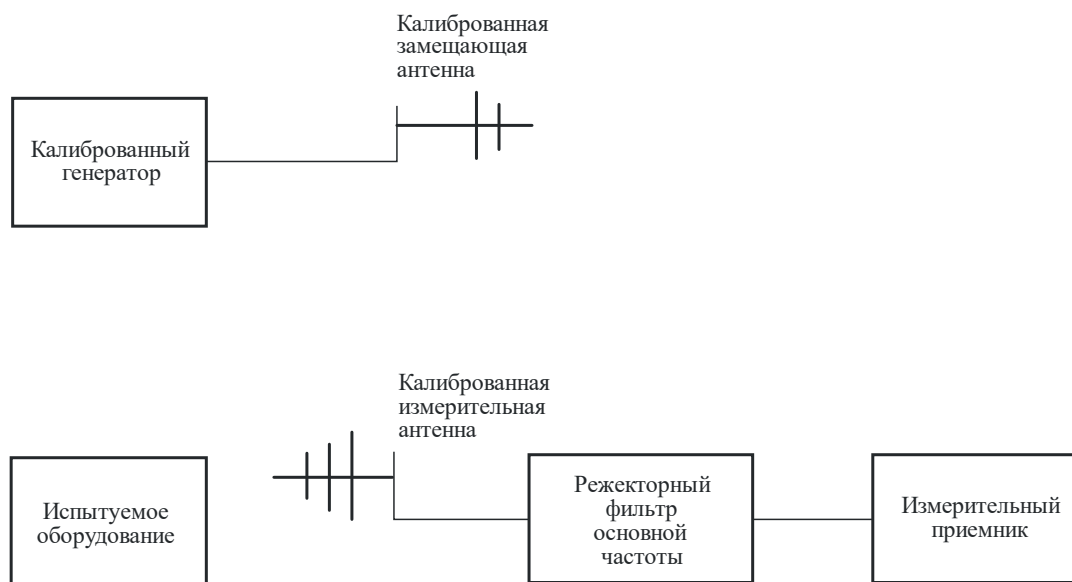 Калиброванная
замещающая
антенна
Калиброванный
генератор
Калиброванная
измерительная
антенна
Испытуемое
оборудование
Режекторный
фильтр
основной
частоты
Измерительный
приемник